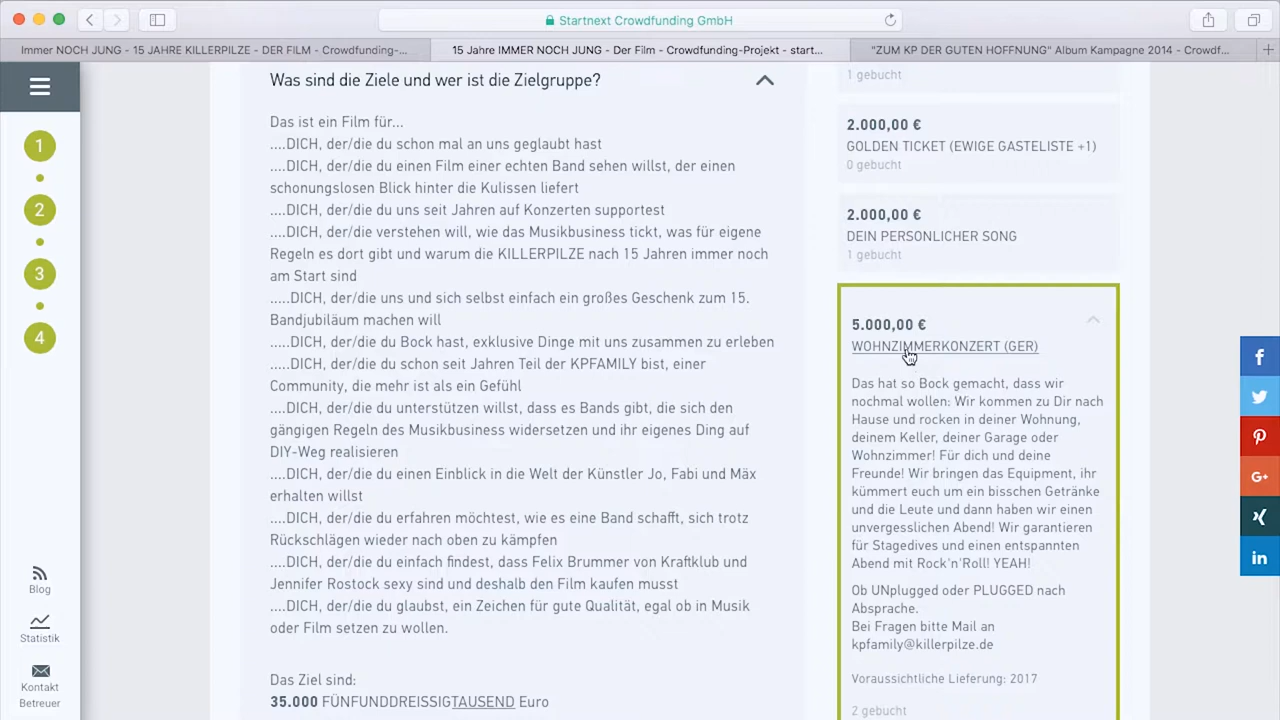 Startnext Crowdfunding GmbH
Immer NOCH JUNG - 15 JAHRE KILLERPILZE - DER FILM - Crowdfunding-...
15 Jahre IMMER NOCH JUNG - Der Film - Crowdfunding-Projekt - start...
"ZUM KP DER GUTEN HOFFNUNG" Album Kampagne 2014 - Crowdf...
1
2
3
4
Blog
Statistik
Kontakt
Betreuer
Was sind die Ziele und wer ist die Zielgruppe?
Das ist ein Film für...
....DICH, der/die du schon mal an uns geglaubt hast
....DICH, der/die du einen Film einer echten Band sehen willst, der einen
schonungslosen Blick hinter die Kulissen liefert
....DICH, der/die du uns seit Jahren auf Konzerten supportest
....DICH, der/die du verstehen will, wie das Musikbusiness tickt, was für eigene
Regeln es dort gibt und warum die KILLERPILZE nach 15 Jahren immer noch
am Start sind
.....DICH, der/die uns und sich selbst einfach ein großes Geschenk zum 15.
Bandjubiläum machen will
....DICH, der/die du Bock hast, exklusive Dinge mit uns zusammen zu erleben
.....DICH, der/die du schon seit Jahren Teil der KPFAMILY bist, einer
Community, die mehr ist als ein Gefühl
....DICH, der/die du unterstützen willst, dass es Bands gibt, die sich den
gängigen Regeln des Musikbusiness widersetzen und ihr eigenes Ding auf
DIY-Weg realisieren
....DICH, der/die du einen Einblick in die Welt der Künstler Jo, Fabi und Mäx
erhalten willst
....DICH, der/die du erfahren möchtest, wie es eine Band schafft, sich trotz
Rückschlägen wieder nach oben zu kämpfen
....DICH, der/die du einfach findest, dass Felix Brummer von Kraftklub und
Jennifer Rostock sexy sind und deshalb den Film kaufen musst
....DICH, der/die du glaubst, ein Zeichen für gute Qualität, egal ob in Musik
oder Film setzen zu wollen.
Das Ziel sind:
35.000 FÜNFUNDDREISSIGTAUSEND Euro
1 gebucht
2.000,00 €
GOLDEN TICKET (EWIGE GASTELISTE +1)
0 gebucht
2.000,00 €
DEIN PERSONLICHER SONG
1 gebucht
5.000,00 €
WOHNZIMMERKONZERT (GER)
Das hat so Bock gemacht, dass wir
nochmal wollen: Wir kommen zu Dir nach
Hause und rocken in deiner Wohnung,
deinem Keller, deiner Garage oder
Wohnzimmer! Für dich und deine
Freunde! Wir bringen das Equipment, ihr
kümmert euch um ein bisschen Getränke
und die Leute und dann haben wir einen
unvergesslichen Abend! Wir garantieren
für Stagedives und einen entspannten
Abend mit Rock'n'Roll! YEAH!
Ob UNplugged oder PLUGGED nach
Absprache.
Bei Fragen bitte Mail an
kpfamily@killerpilze.de
Voraussichtliche Lieferung: 2017
2 gebucht